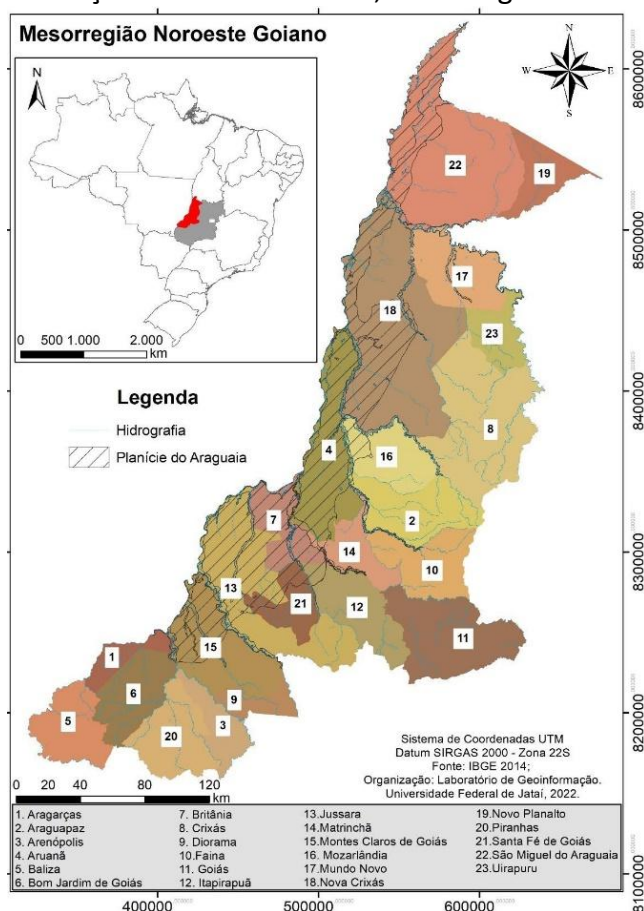 Mesorregião Noroeste Goiano
N
N
W
E
S
0 500 1.000 2.000
km
Legenda
Hidrografia
Planície do Araguaia
22
19
17
18
23
8
4
16
2
7
14
10
13
21
12
11
1
15
6
9
5
3
20
8600000
8500000
8400000
8300000
8200000
8100000
0 20 40 80 120
km
Sistema de Coordenadas UTM
Datum SIRGAS 2000 - Zona 22S
Fonte: IBGE 2014;
Organização: Laboratório de Geoinformação.
Universidade Federal de Jataí, 2022.
1. Aragarças
2. Araguapaz
3. Arenópolis
4. Aruanã
5. Baliza
6. Bom Jardim de Goiás
7. Britânia
8. Crixás
9. Diorama
10.Faina
11. Goiás
12. Itapirapuã
13.Jussara
14.Matrinchã
15.Montes Claros de Goiás
16. Mozarlândia
17.Mundo Novo
18.Nova Crixás
19.Novo Planalto
20.Piranhas
21.Santa Fé de Goiás
22.São Miguel do Araguaia
23.Uirapuru
400000
500000
600000